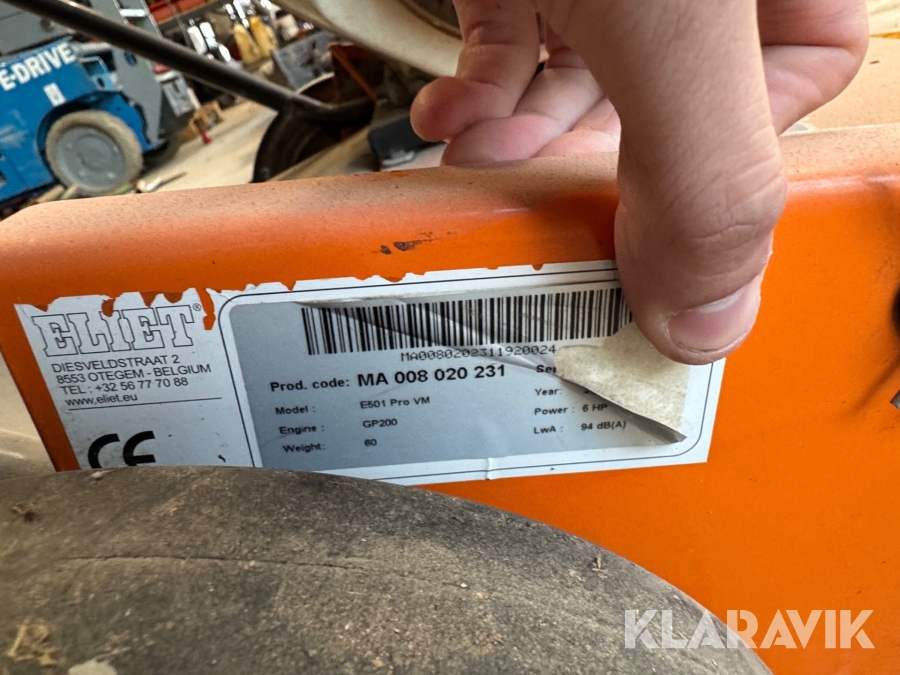 E-DRIVE
ELIET®
DIESVELDSTRAAT 2
8553 OTEGEM - BELGIUM
TEL : +32 56 77 70 88
www.eliet.eu
CE
MA0080202311920024
Prod. code: MA 008 020 231
Model : E501 Pro VM
Engine : GP200
Weight: 60
Year:
Power : 6 HP
LwA : 94 dB(A)
KLARAVIK